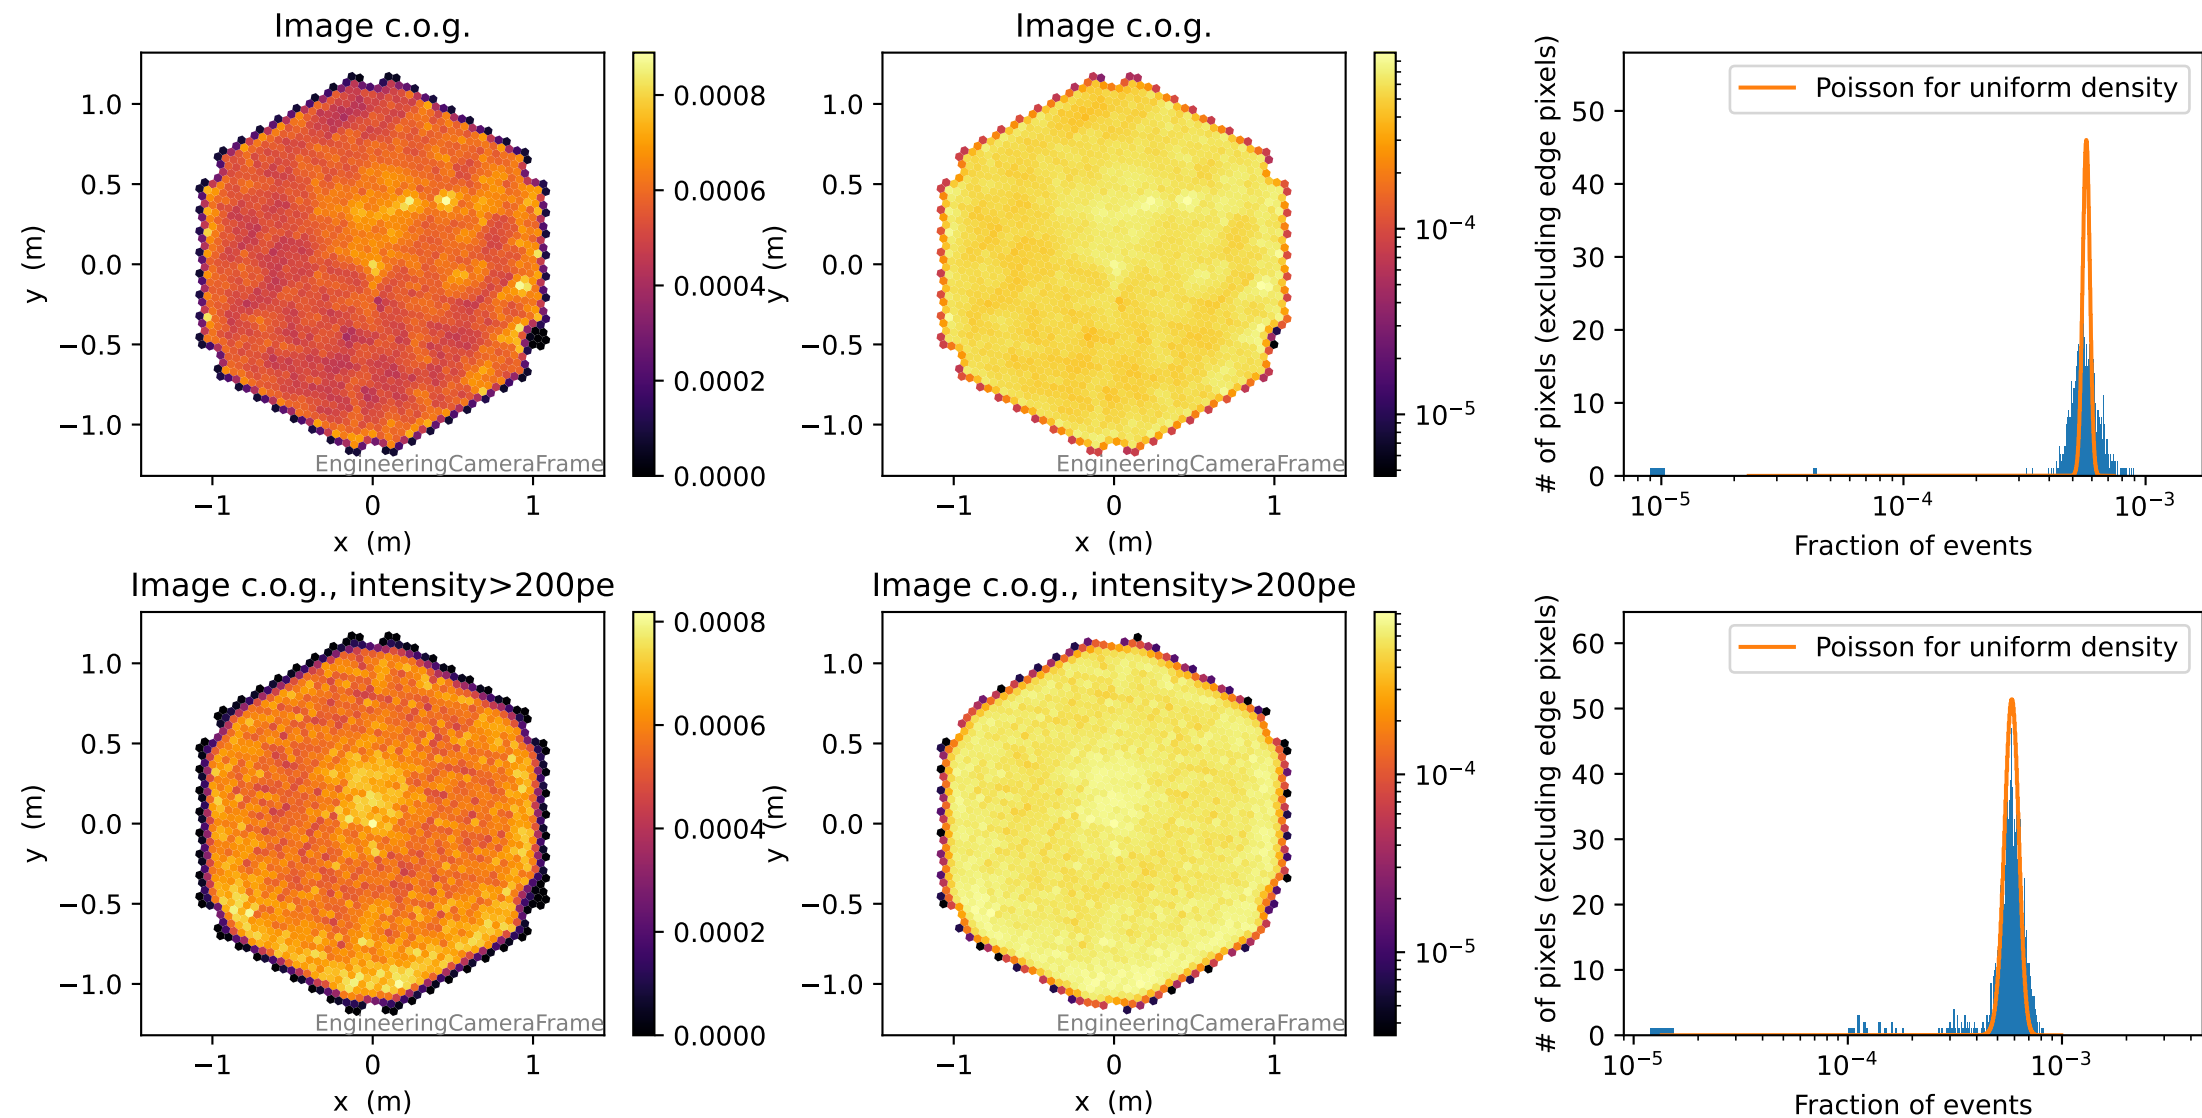 Image c.o.g.
1.0
0.5
0.0
−0.5
−1.0
y (m)
−1
0
1
x (m)
EngineeringCameraFrame
0.0008
0.0006
0.0004
0.0002
0.0000
Image c.o.g.
1.0
0.5
0.0
−0.5
−1.0
y (m)
−1
0
1
x (m)
EngineeringCameraFrame
10−4
10−5
# of pixels (excluding edge pixels)
50
40
30
20
10
0
Poisson for uniform density
10−5
10−4
10−3
Fraction of events
Image c.o.g., intensity>200pe
1.0
0.5
0.0
−0.5
−1.0
y (m)
−1
0
1
x (m)
EngineeringCameraFrame
0.0008
0.0006
0.0004
0.0002
0.0000
Image c.o.g., intensity>200pe
1.0
0.5
0.0
−0.5
−1.0
y (m)
−1
0
1
x (m)
EngineeringCameraFrame
10−4
10−5
# of pixels (excluding edge pixels)
60
50
40
30
20
10
0
Poisson for uniform density
10−5
10−4
10−3
Fraction of events